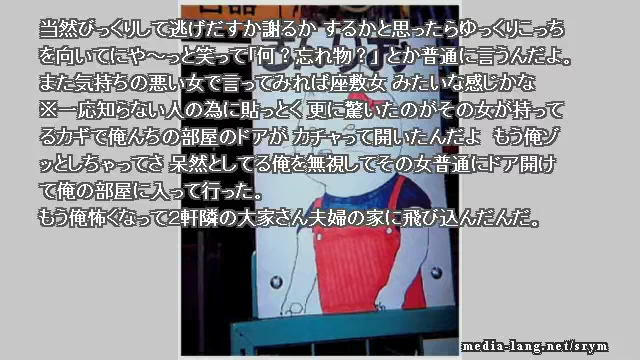 当然びっくりして逃げだすか謝るか するかと思ったらゆっくりこっち
を向いてにや～っと笑って「何？忘れ物？」 とか普通に言うんだよ。
また気持ちの悪い女で言ってみれば座敷女 みたいな感じかな
※一応知らない人の為に貼っとく 更に驚いたのがその女が持って
るカギで俺んちの部屋のドアが カチャって開いたんだよ もう俺ゾ
ッとしちゃってさ 呆然としてる俺を無視してその女普通にドア開け
て俺の部屋に入って行った。
もう俺怖くなって２軒隣の大家さん夫婦の家に飛び込んだんだ。
media-lang.net/srym